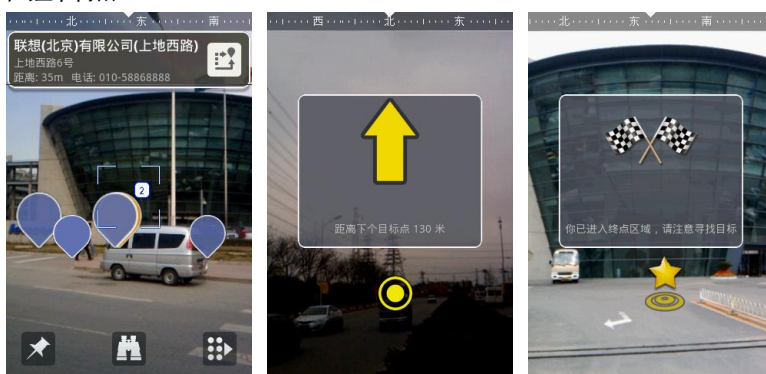 北 东 南
联想(北京)有限公司(上地西路)
上地西路6号
距离: 35m 电话: 010-58868888
2
西 北 东
距离下个目标点 130 米
北 东 南
你已进入终点区域，请注意寻找目标